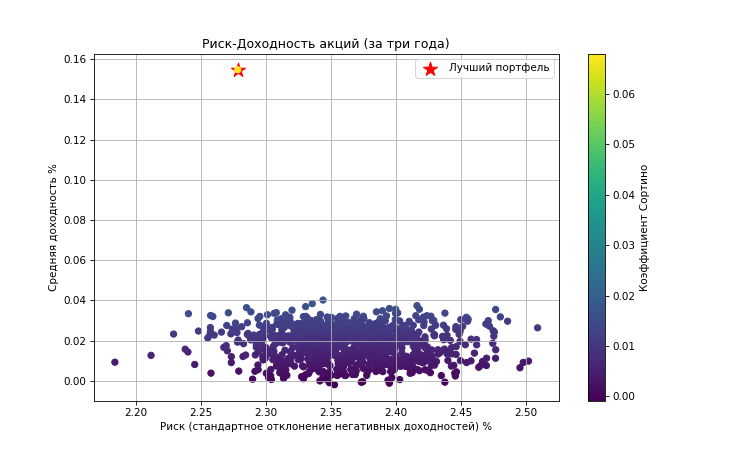 Риск-Доходность акций (за три года)
Лучший портфель
0.16
0.14
0.12
0.10
0.08
0.06
0.04
0.02
0.00
Средняя доходность %
2.20 2.25 2.30 2.35 2.40 2.45 2.50
Риск (стандартное отклонение негативных доходностей) %
0.06
0.05
0.04
0.03
0.02
0.01
0.00
Коэффициент Сортино